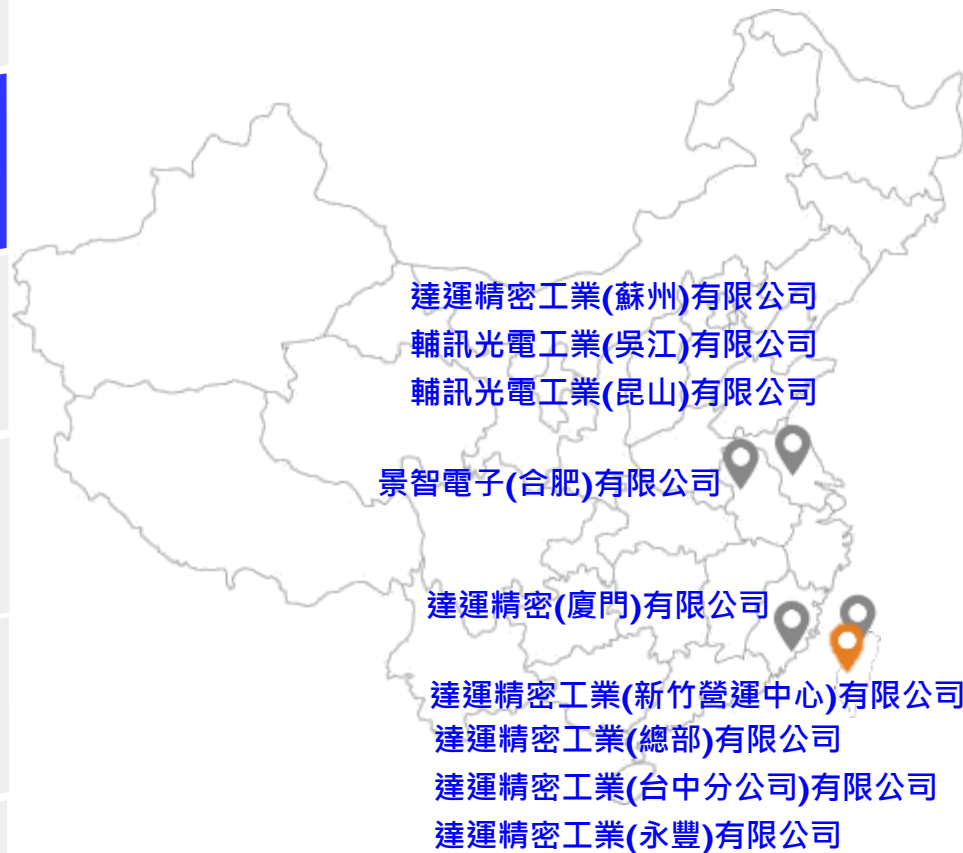 達運精密工業(蘇州)有限公司
輔訊光電工業(吳江)有限公司
輔訊光電工業(昆山)有限公司
景智電子(合肥)有限公司
達運精密(廈門)有限公司
達運精密工業(新竹營運中心)有限公司
達運精密工業(總部)有限公司
達運精密工業(台中分公司)有限公司
達運精密工業(永豐)有限公司